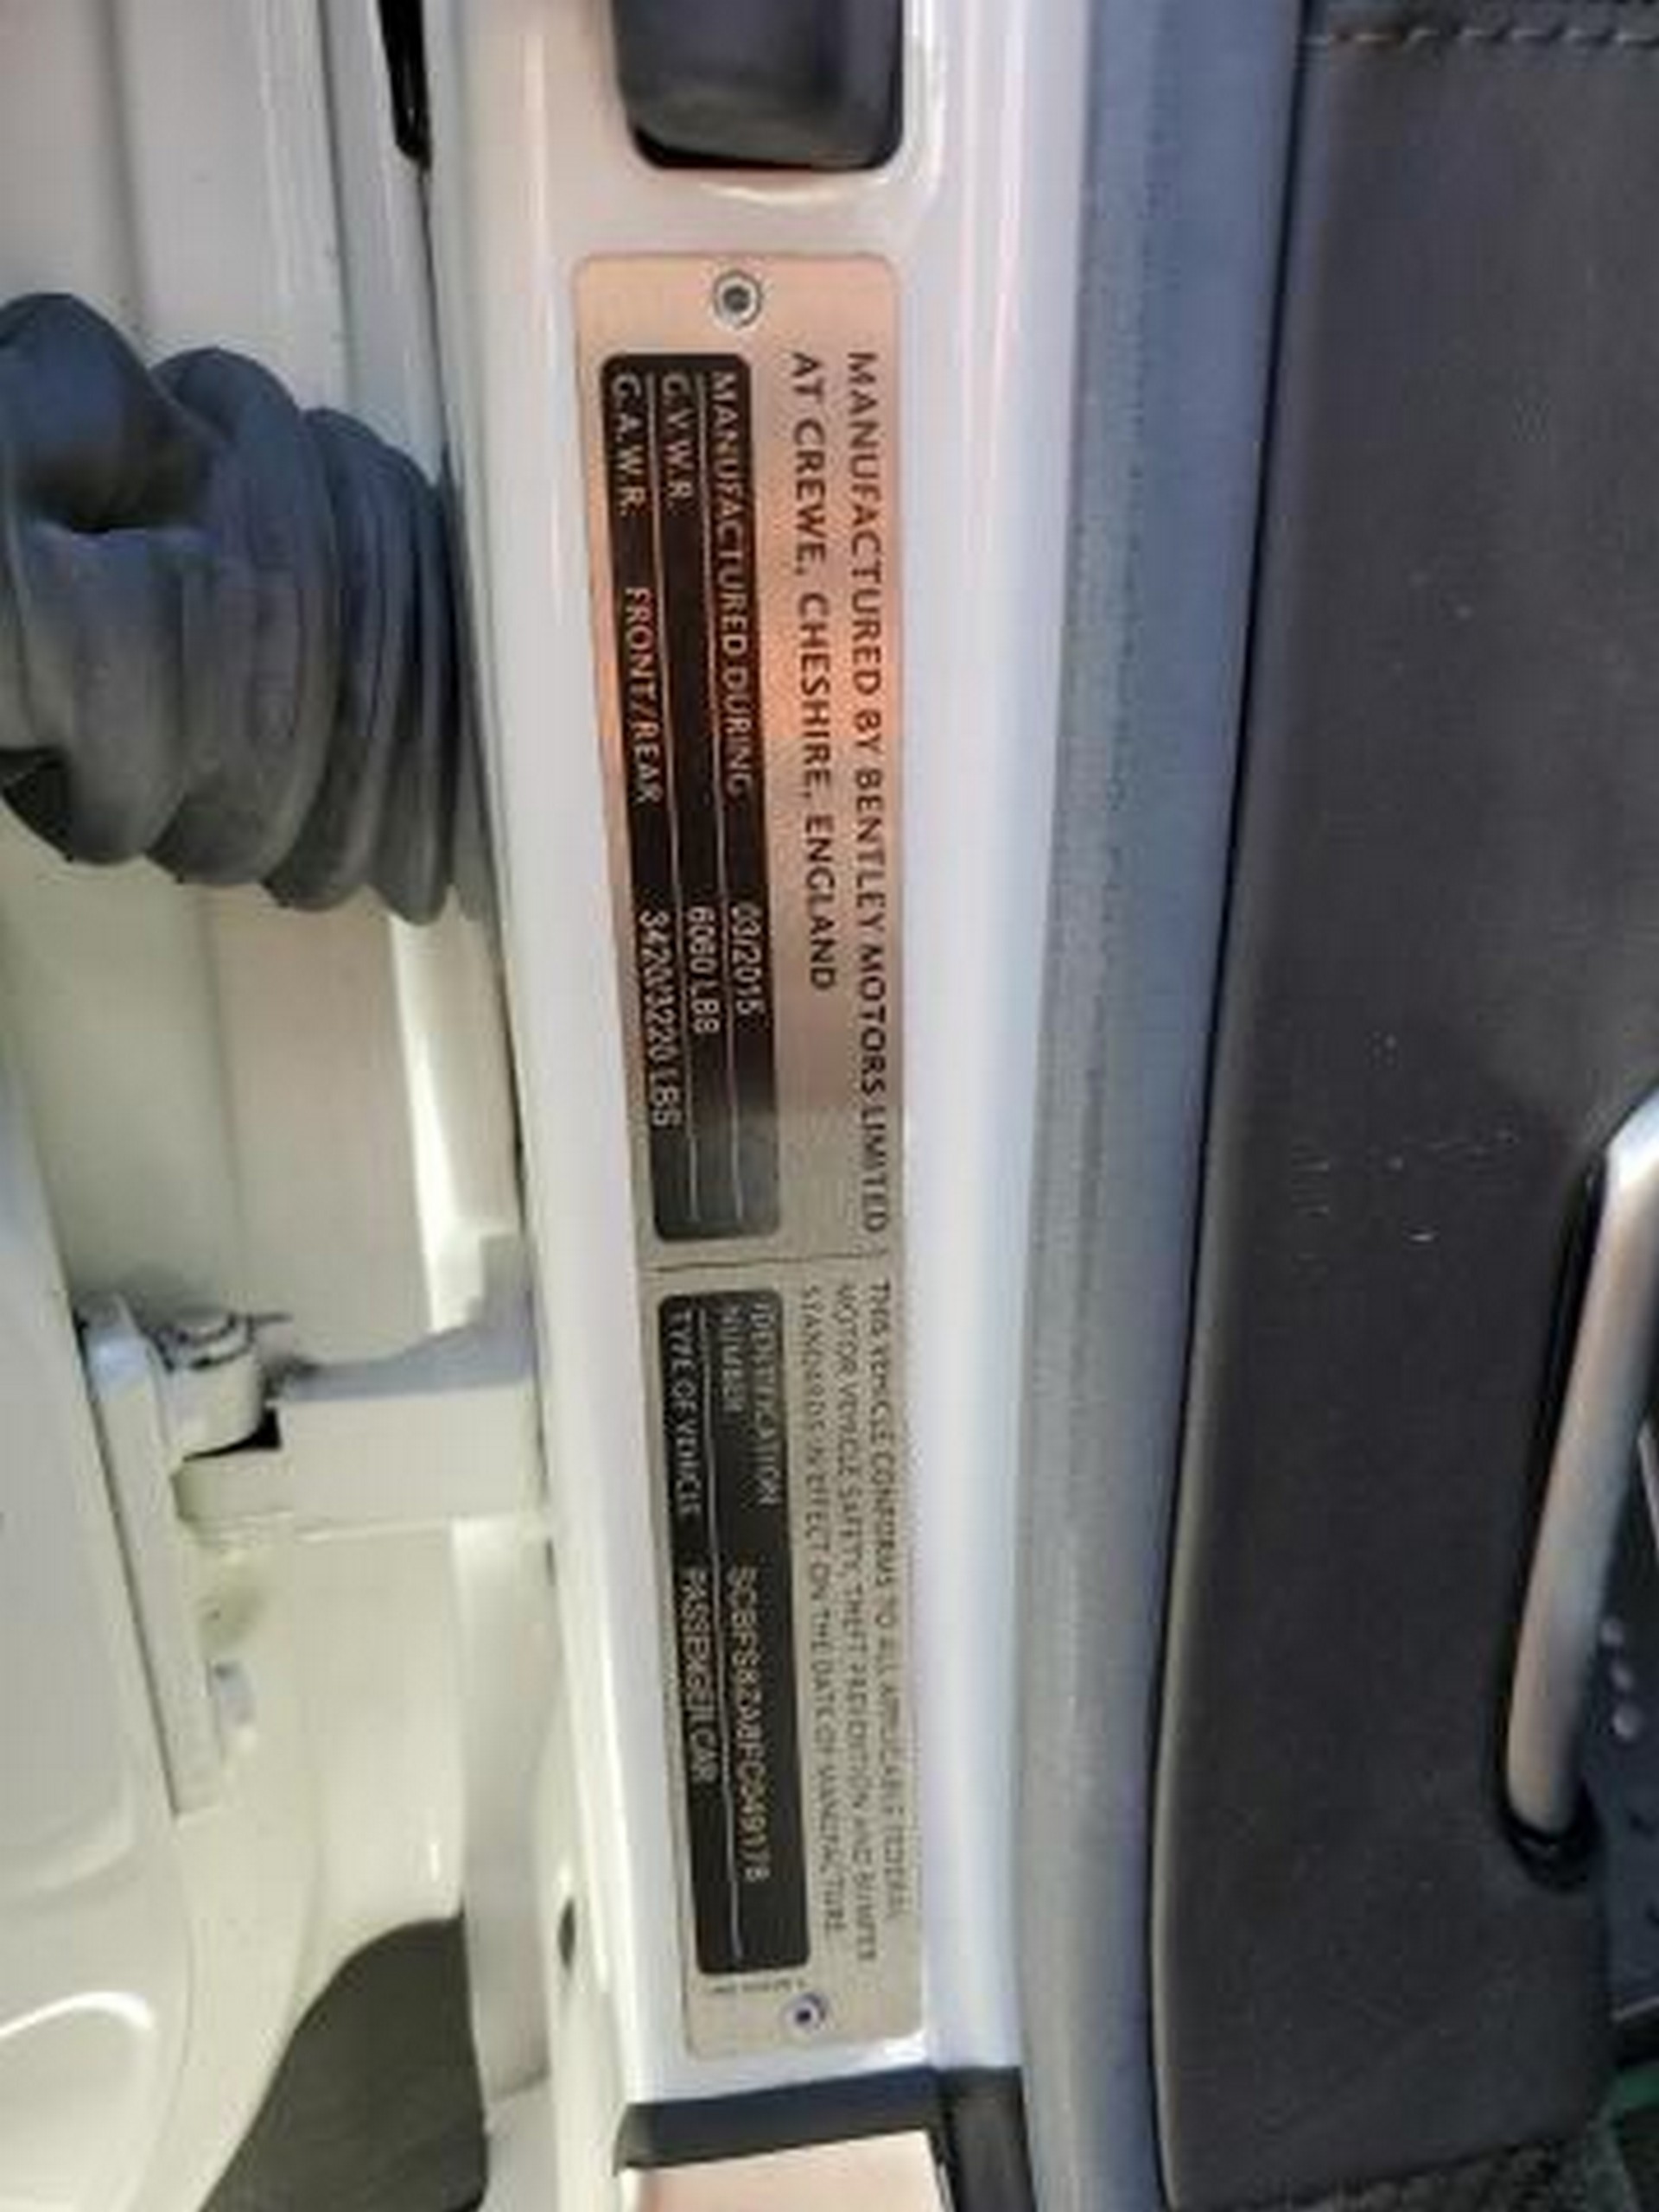 MANUFACTURED BY BENTLEY MOTORS LIMITED
AT CREWE, CHESHIRE, ENGLAND
MANUFACTURED DURING 03/2015
G.V.W.R. 6060 LBS
G.A.W.R. FRONT/REAR 3420/3220 LBS
THIS VEHICLE CONFORMS TO ALL APPLICABLE FEDERAL
MOTOR VEHICLE SAFETY, THEFT PREVENTION AND BUMPER
STANDARDS IN EFFECT ON THE DATE OF MANUFACTURE
IDENTIFICATION
NUMBER SCBFS8ZA8FC049178
TYPE OF VEHICLE PASSENGER CAR